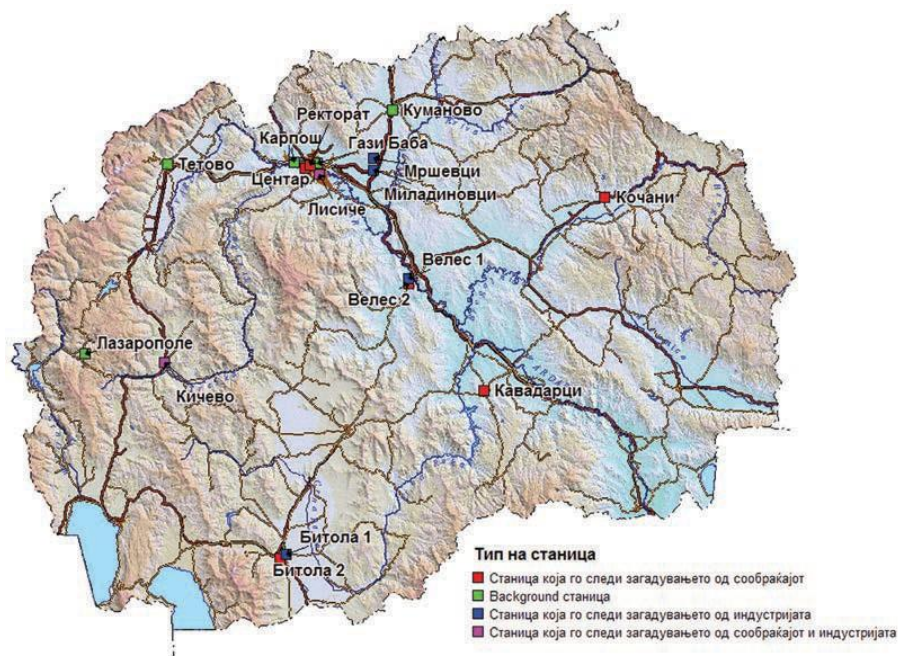 Ректорат
Куманово
Карпош
Гази Баба
Тетово
Мршевци
Центар
Миладиновци
Кочани
Лисиче
Велес 1
Велес 2
Лазарополе
Кичево
Кавадарци
Битола 1
Битола 2
Тип на станица
Станица која го следи загадувањето од сообраќајот
Background станица
Станица која го следи загадувањето од индустријата
Станица која го следи загадувањето од сообраќајот и индустријата